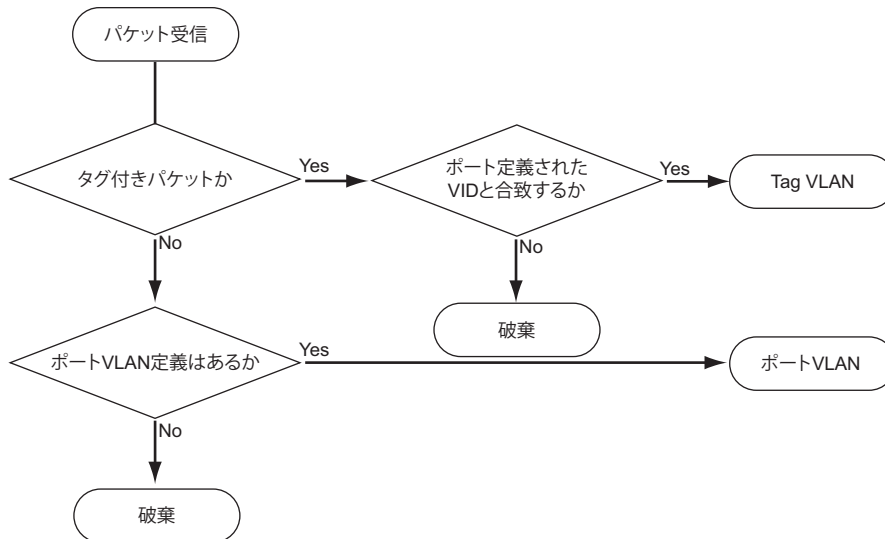 パケット受信
タグ付きパケットか
Yes
ポート定義された
VIDと合致するか
Yes
Tag VLAN
No
No
破棄
ポートVLAN定義はあるか
Yes
ポートVLAN
No
破棄